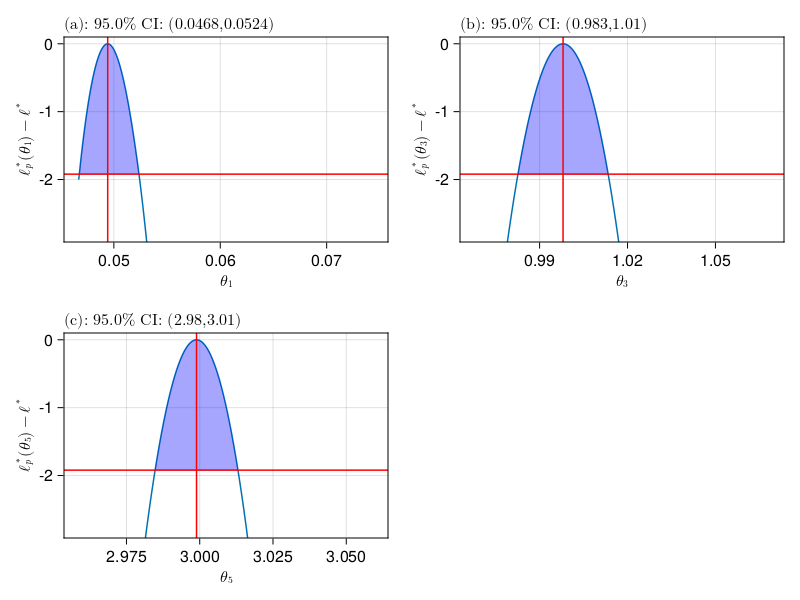 (a): 95.0% CI: (0.0468,0.0524)
0
-1
-2
ℓ*ₚ(θ₁) − ℓ*
0.05 0.06 0.07
θ₁
(b): 95.0% CI: (0.983,1.01)
0
-1
-2
ℓ*ₚ(θ₃) − ℓ*
0.99 1.02 1.05
θ₃
(c): 95.0% CI: (2.98,3.01)
0
-1
-2
ℓ*ₚ(θ₅) − ℓ*
2.975 3.000 3.025 3.050
θ₅